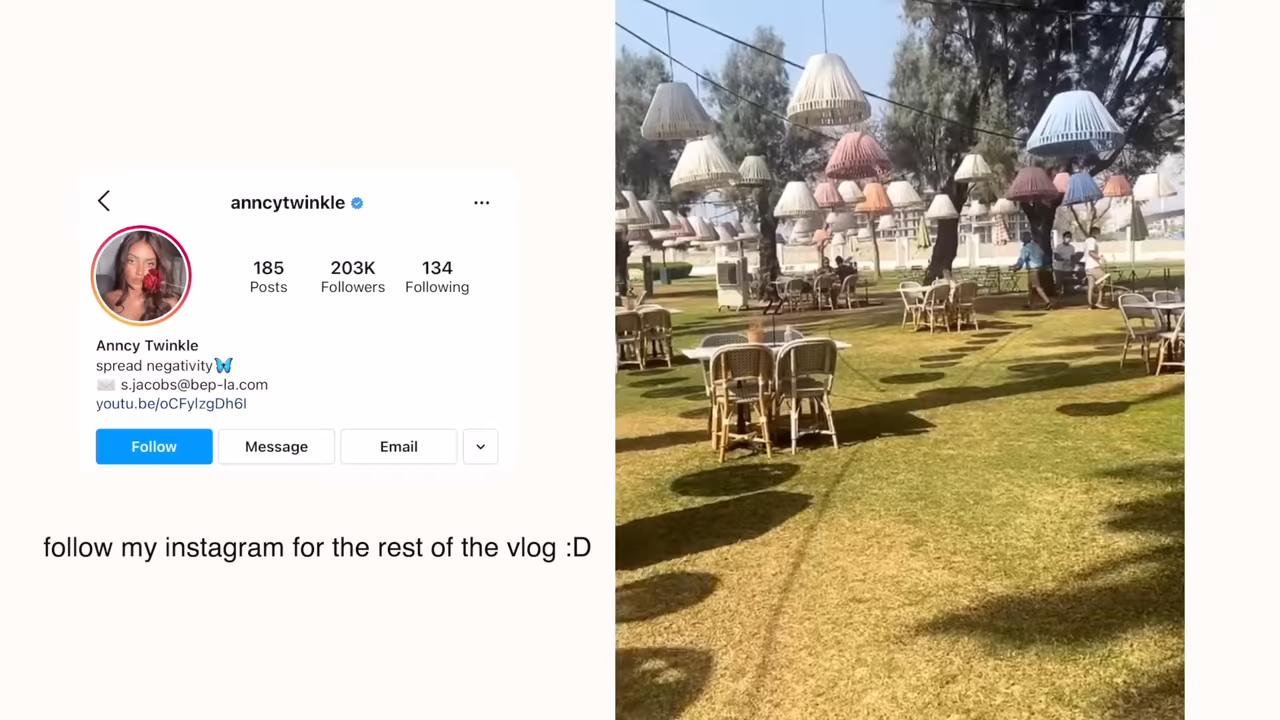 anncytwinkle
185 203K 134
Posts Followers Following
Anncy Twinkle
spread negativity🦋
✉️ s.jacobs@bep-la.com
youtu.be/oCFyIzgDh6I
Follow Message Email
follow my instagram for the rest of the vlog :D